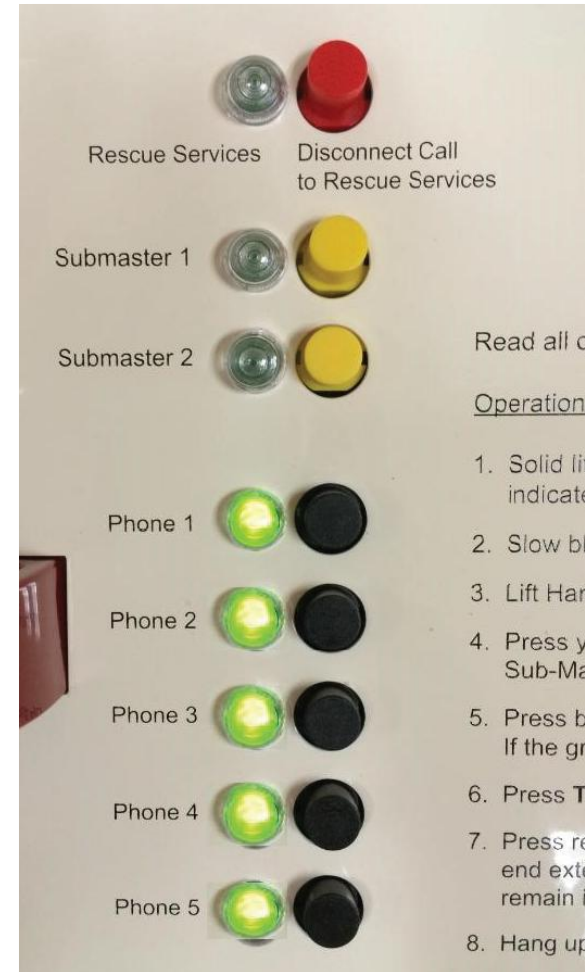 Rescue Services
Disconnect Call
to Rescue Services
Submaster 1
Submaster 2
Phone 1
Phone 2
Phone 3
Phone 4
Phone 5
Read all
Operation
1. Solid
2. Slow
3. Lift
4. Press
Sub-
5. Press
If the
6. Press
7. Press
end
remain
8. Hang